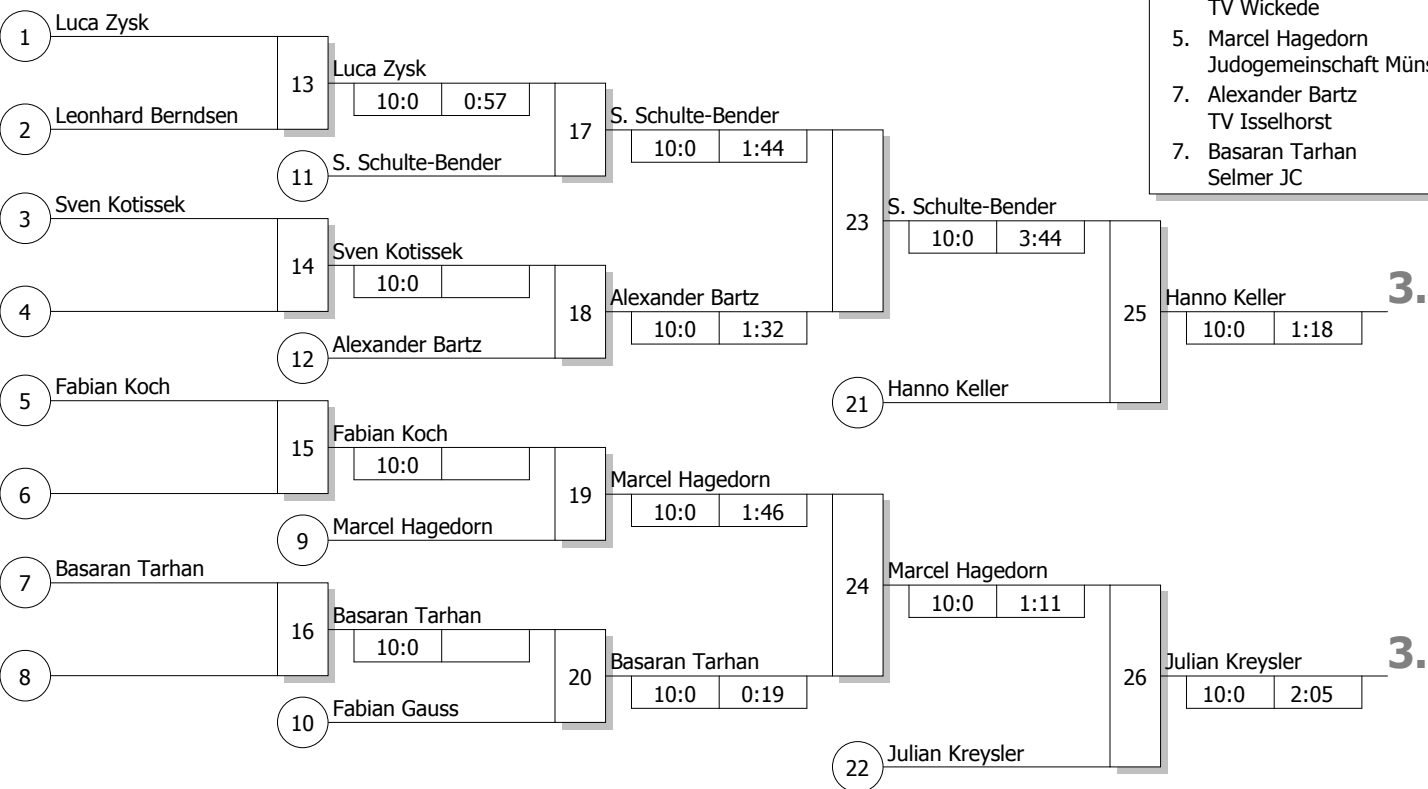 TV Wickede
5. Marcel Hagedorn
Judogemeinschaft
7. Alexander Bartz
TV Isselhorst
7. Basaran Tarhan
Selmer JC
1 Luca Zysk
13
Luca Zysk
10:0 0:57
2 Leonhard Berndsen
17
S. Schulte-Bender
10:0 1:44
11 S. Schulte-Bender
3 Sven Kotissek
23
S. Schulte-Bender
10:0 3:44
14
Sven Kotissek
10:0
4
18
Alexander Bartz
10:0 1:32
12 Alexander Bartz
25
Hanno Keller
10:0 1:18
3.
5 Fabian Koch
21 Hanno Keller
15
Fabian Koch
10:0
6
19
Marcel Hagedorn
10:0 1:46
9 Marcel Hagedorn
7 Basaran Tarhan
24
Marcel Hagedorn
10:0 1:11
16
Basaran Tarhan
10:0
8
20
Basaran Tarhan
10:0 0:19
10 Fabian Gauss
26
Julian Kreysler
10:0 2:05
3.
22 Julian Kreysler